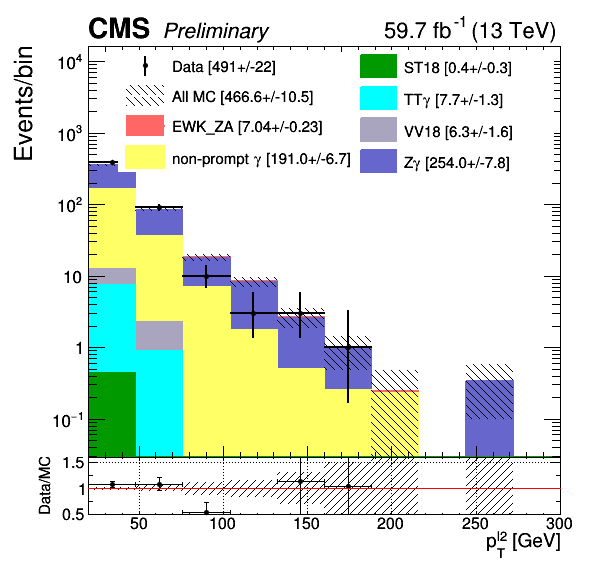 CMS Preliminary 59.7 fb⁻¹ (13 TeV)
Events/bin
Data [491+/-22]
All MC [466.6+/-10.5]
EWK_ZA [7.04+/-0.23]
non-prompt γ [191.0+/-6.7]
ST18 [0.4+/-0.3]
TTγ [7.7+/-1.3]
VV18 [6.3+/-1.6]
Zγ [254.0+/-7.8]
10⁴
10³
10²
10
1
10⁻¹
Data/MC
1.5
1
0.5
50 100 150 200 250 300
p_T^l2 [GeV]